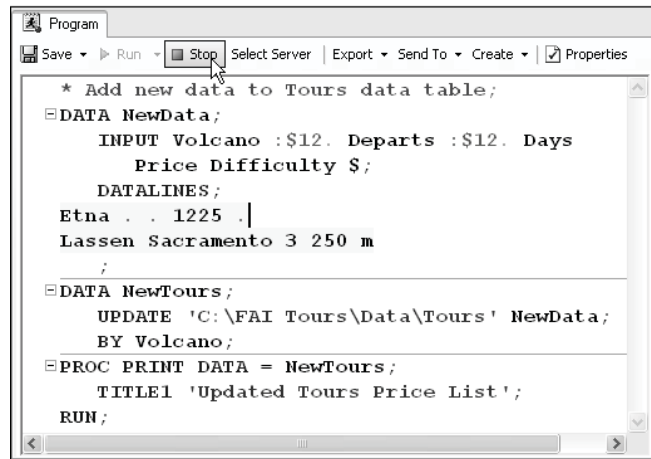 Program
Save Run Stop Select Server Export Send To Create Properties
* Add new data to Tours data table;
DATA NewData;
INPUT Volcano :$12. Departs :$12. Days
Price Difficulty $;
DATALINES;
Etna . . 1225 .
Lassen Sacramento 3 250 m
;
DATA NewTours;
UPDATE 'C:\FAI Tours\Data\Tours' NewData;
BY Volcano;
PROC PRINT DATA = NewTours;
TITLE1 'Updated Tours Price List';
RUN;